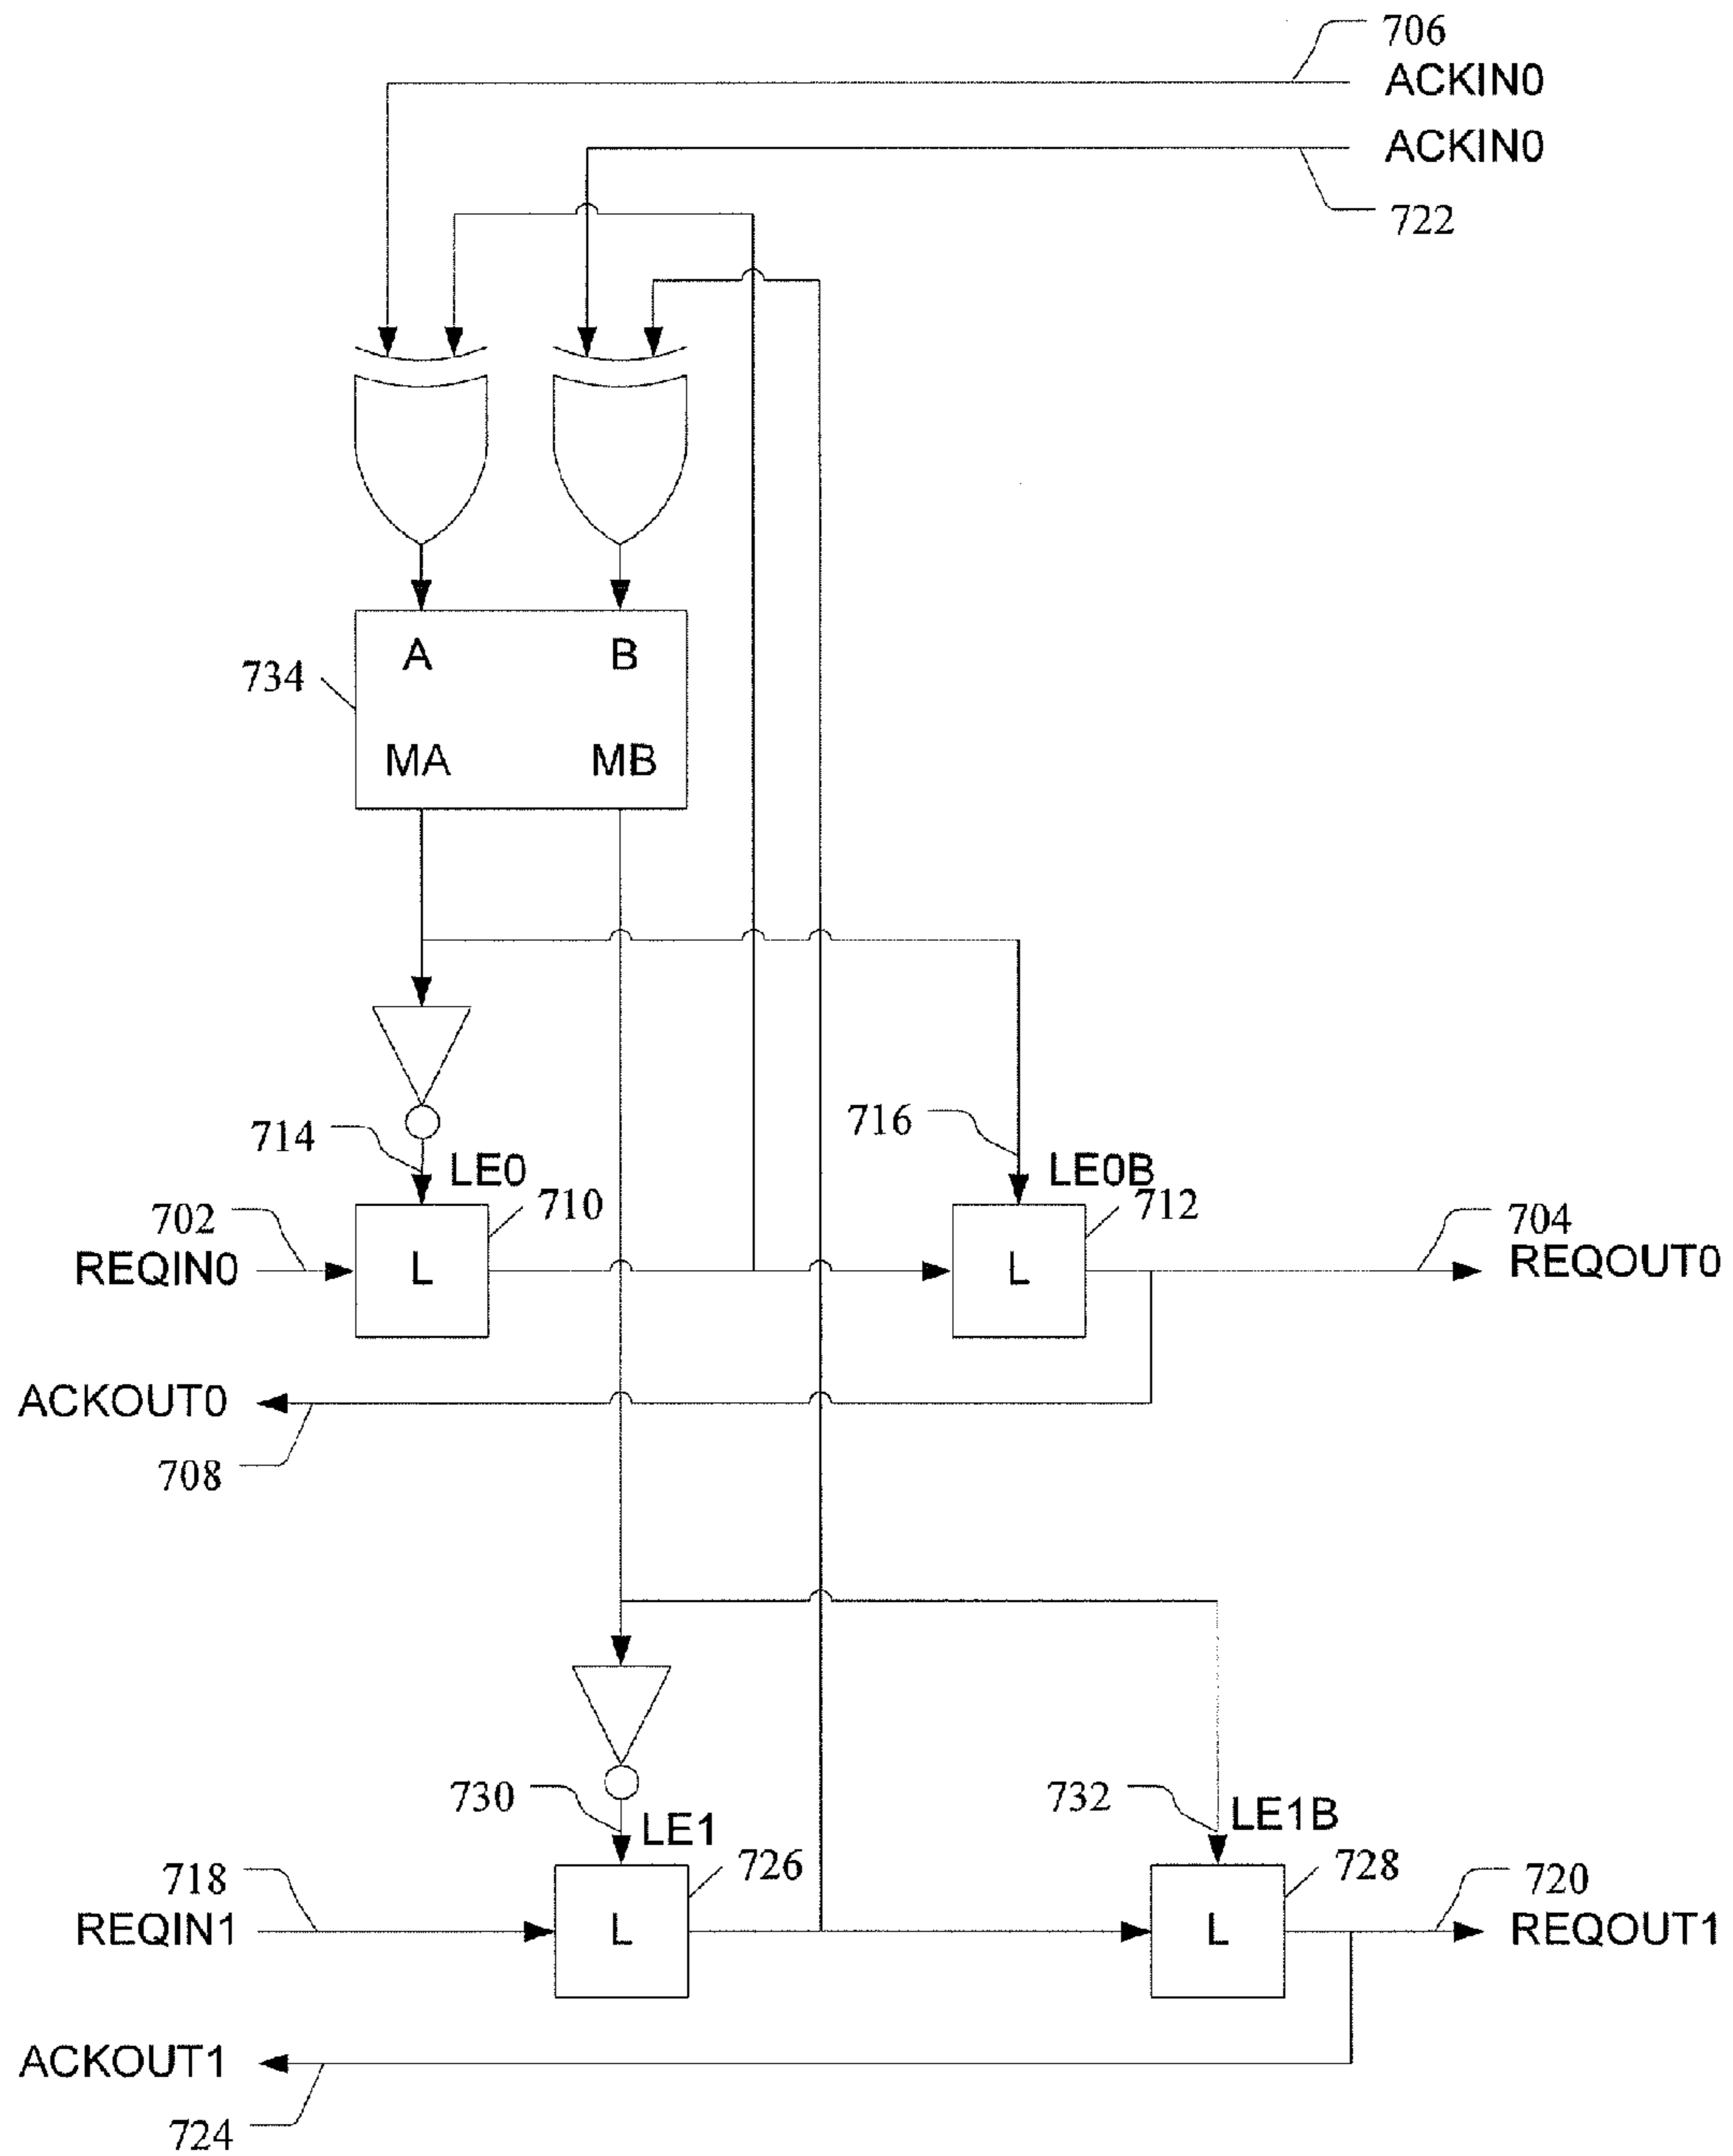 706
ACKIN0
ACKIN0
722
A B
734
MA MB
714
LE0
716
LE0B
702
710
712
704
REQIN0
L
L
REQOUT0
ACKOUT0
708
730
LE1
732
LE1B
718
726
728
720
REQIN1
L
L
REQOUT1
ACKOUT1
724